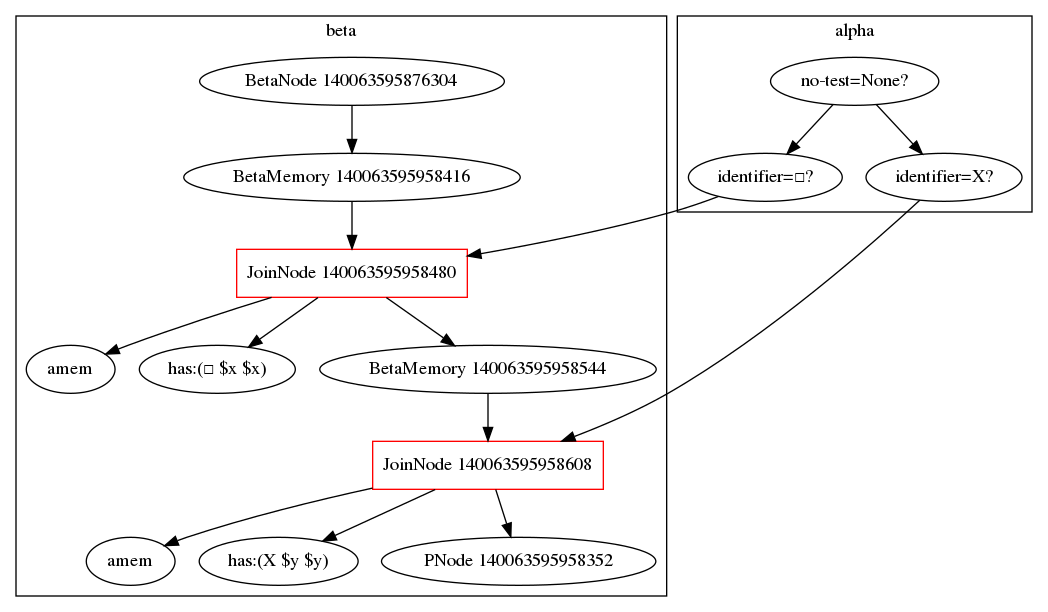 beta
alpha
BetaNode 140063595876304
no-test=None?
BetaMemory 140063595958416
identifier=□?
identifier=X?
JoinNode 140063595958480
amem
has:(□ $x $x)
BetaMemory 140063595958544
JoinNode 140063595958608
amem
has:(X $y $y)
PNode 140063595958352